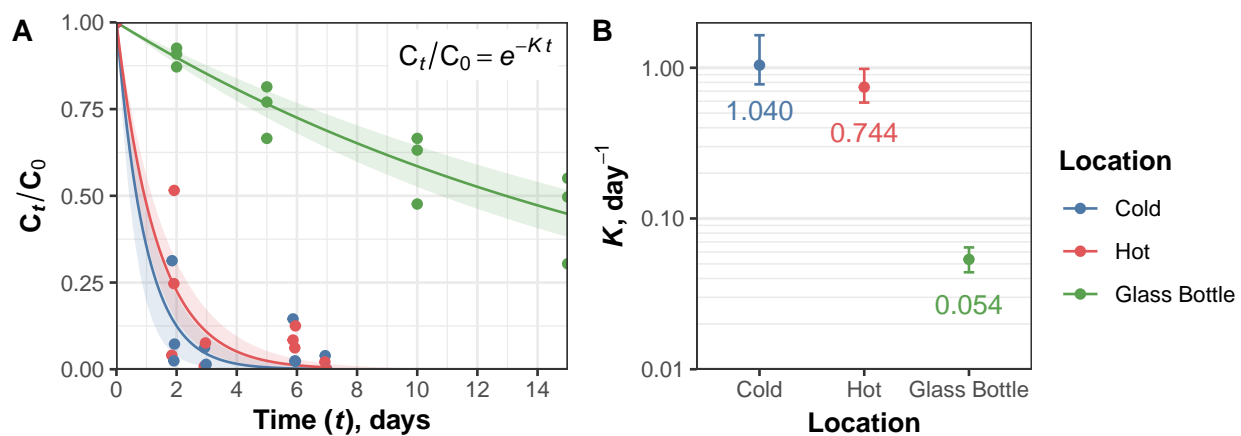 A
C_t/C_0
1.00
0.75
0.50
0.25
0.00
C_t/C_0 = e^{-Kt}
0 2 4 6 8 10 12 14
Time (t), days
B
K, day^{-1}
1.00
0.10
0.01
1.040
0.744
0.054
Cold Hot Glass Bottle
Location
Location
Cold
Hot
Glass Bottle